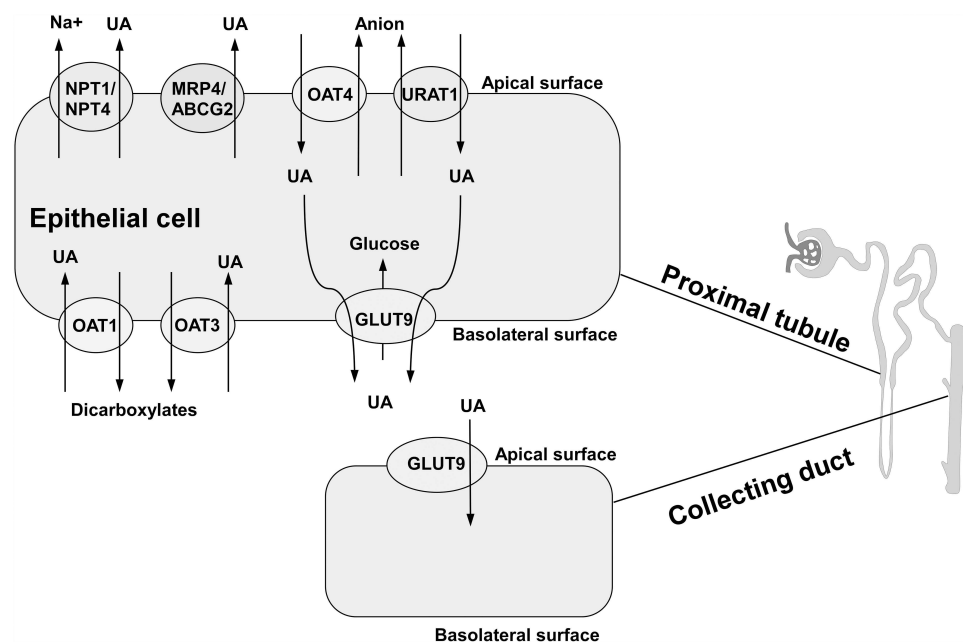 Na+ UA UA Anion
NPT1/
NPT4
MRP4/
ABCG2
OAT4
URAT1
Apical surface
UA UA
Epithelial cell
Glucose
UA UA
OAT1 OAT3 GLUT9
Basolateral surface
Dicarboxylates
UA
UA
GLUT9
Apical surface
Basolateral surface
Proximal tubule
Collecting duct